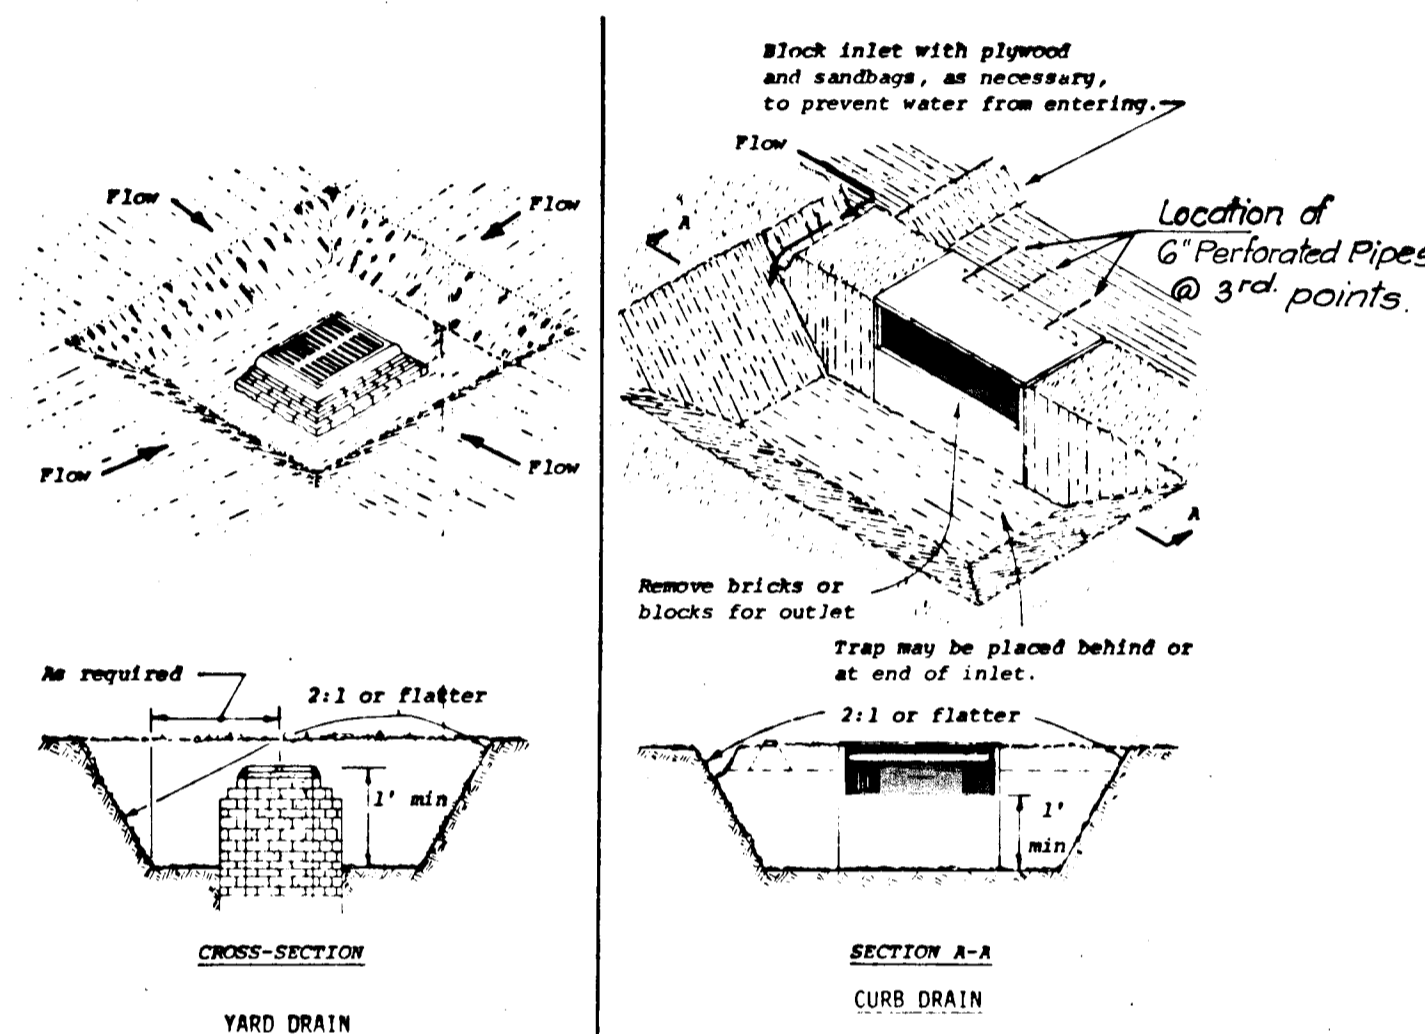 Flow
Flow
Flow
Flow
As required
2:1 or flatter
1' min
CROSS-SECTION
YARD DRAIN
Block inlet with plywood
and sandbags, as necessary,
to prevent water from entering.
Flow
A
Location of
6" Perforated Pipes
@ 3rd. points.
A
Remove bricks or
blocks for outlet
Trap may be placed behind or
at end of inlet.
2:1 or flatter
1'
min
SECTION A-A
CURB DRAIN